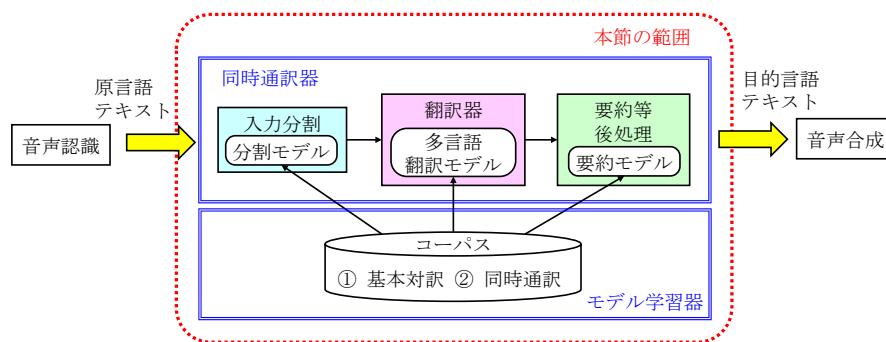 本節の範囲
同時通訳器
原言語
テキスト
目的言語
テキスト
音声認識
入力分割
分割モデル
翻訳器
多言語
翻訳モデル
要約等
後処理
要約モデル
音声合成
コーパス
① 基本対訳 ② 同時通訳
モデル学習器